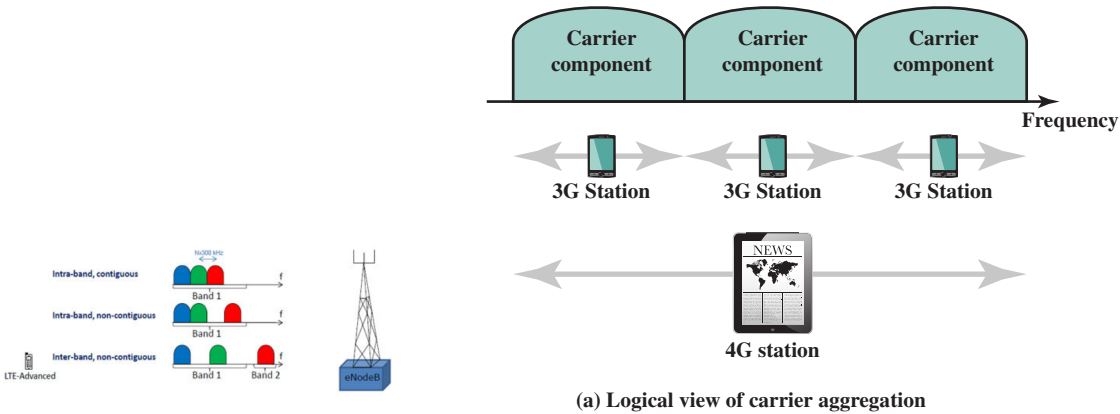 Carrier
component
Carrier
component
Carrier
component
Frequency
3G Station
3G Station
3G Station
NEWS
4G station
(a) Logical view of carrier aggregation
Nx300 kHz
Intra-band, contiguous
f
Band 1
Intra-band, non-contiguous
f
Band 1
Inter-band, non-contiguous
f
Band 1
Band 2
LTE-Advanced
eNodeB